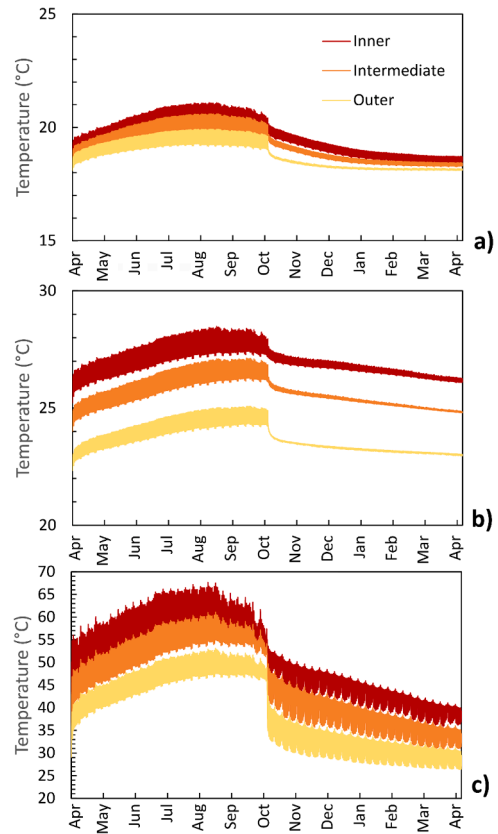 25
20
15
Temperature (°C)
Inner
Intermediate
Outer
Apr May Jun Jul Aug Sep Oct Nov Dec Jan Feb Mar Apr
a)
30
25
20
Temperature (°C)
Apr May Jun Jul Aug Sep Oct Nov Dec Jan Feb Mar Apr
b)
70
65
60
55
50
45
40
35
30
25
20
Temperature (°C)
Apr May Jun Jul Aug Sep Oct Nov Dec Jan Feb Mar Apr
c)